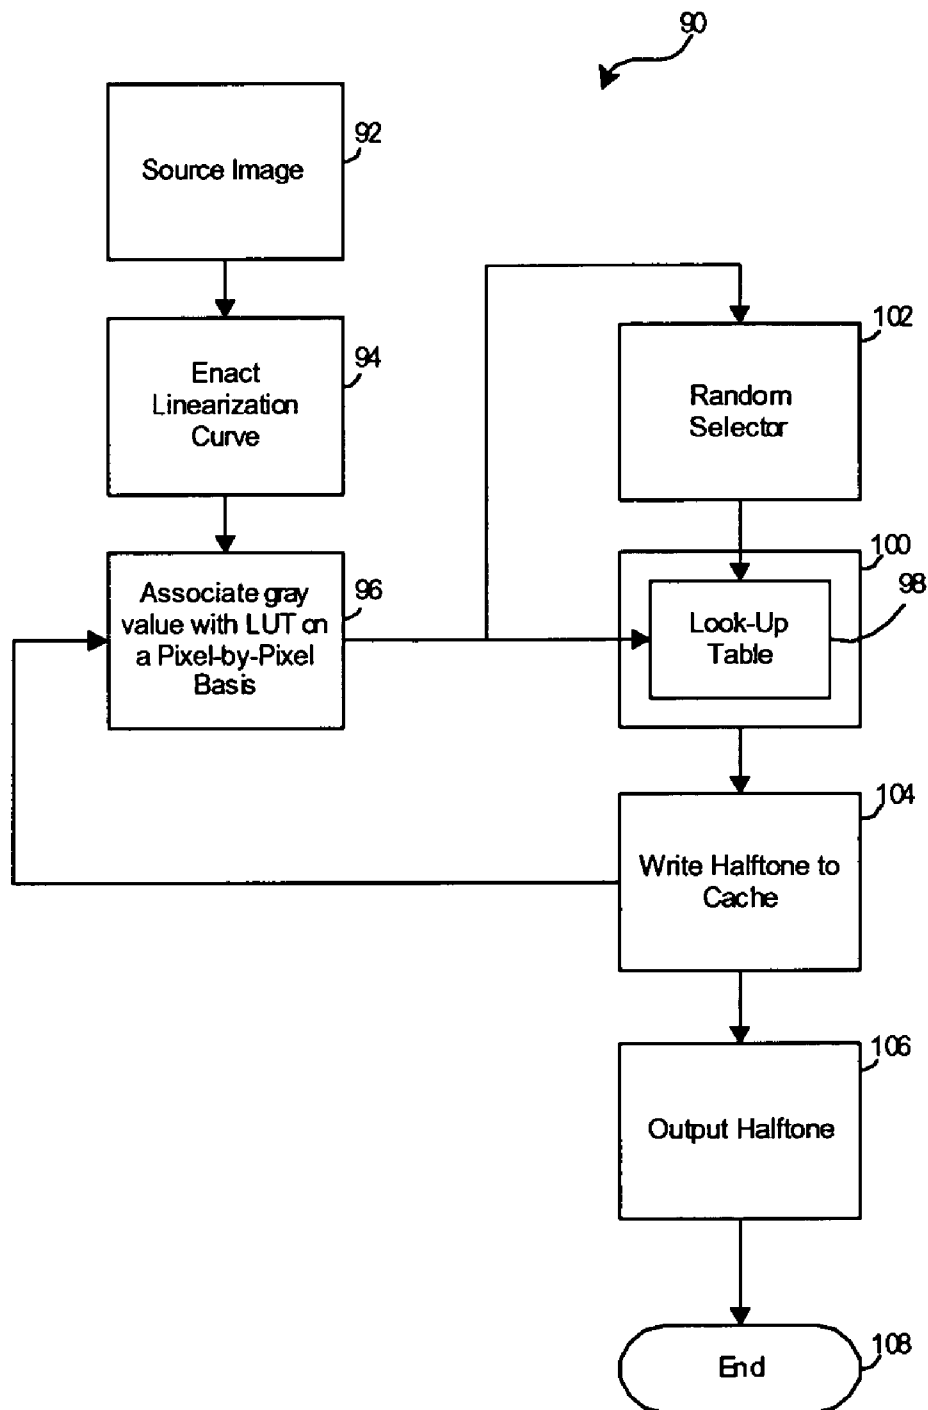 90
92
Source Image
94
Enact
Linearization
Curve
102
Random
Selector
96
Associate gray
value with LUT on
a Pixel-by-Pixel
Basis
100
98
Look-Up
Table
104
Write Halftone to
Cache
106
Output Halftone
108
End